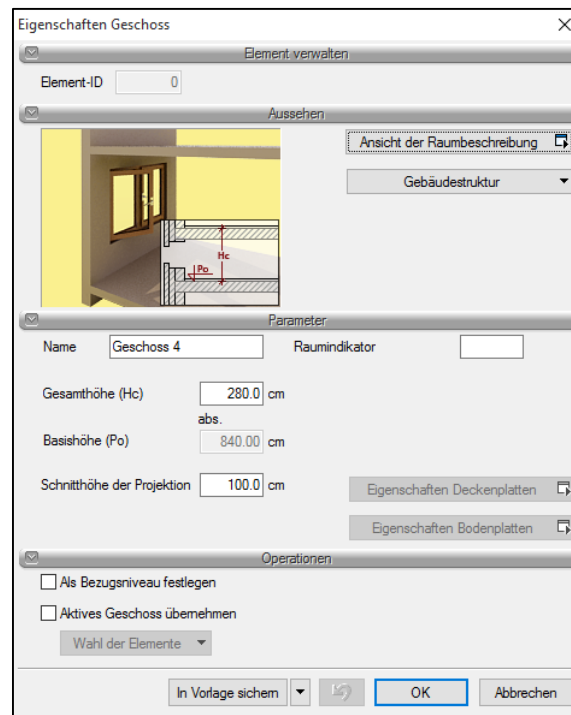 Eigenschaften Geschoss
Element verwalten
Element-ID 0
Aussehen
Hc
Po
Ansicht der Raumbeschreibung
Gebäudestruktur
Parameter
Name Geschoss 4 Raumindikator
Gesamthöhe (Hc) 280.0 cm
abs.
Basishöhe (Po) 840.00 cm
Schnitthöhe der Projektion 100.0 cm
Eigenschaften Deckenplatten
Eigenschaften Bodenplatten
Operationen
Als Bezugsniveau festlegen
Aktives Geschoss übernehmen
Wahl der Elemente
In Vorlage sichern OK Abbrechen